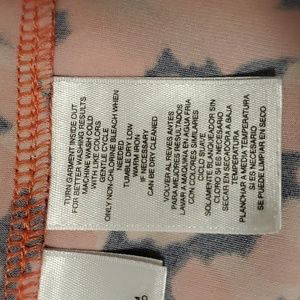 TURN GARMENT INSIDE OUT
FOR BETTER WASHING RESULTS
MACHINE WASH COLD
WITH LIKE COLORS
GENTLE CYCLE
ONLY NON-CHLORINE BLEACH WHEN
NEEDED
TUMBLE DRY LOW
WARM IRON
IF NECESSARY
CAN BE DRY CLEANED
VOLVER AL REVES ANTES
PARA MEJORES RESULTADOS
LAVAR A MAQUINA EN AGUA FRIA
CON COLORES SIMILARES
CICLO SUAVE
SOLAMENTE BLANQUEADOR SIN
CLORO SI ES NECESARIO
SECAR EN SECADORA A BAJA
TEMPERATURA
PLANCHAR A MEDIA TEMPERATURA
SI ES NECESARIO
SE PUEDE LIMPIAR EN SECO